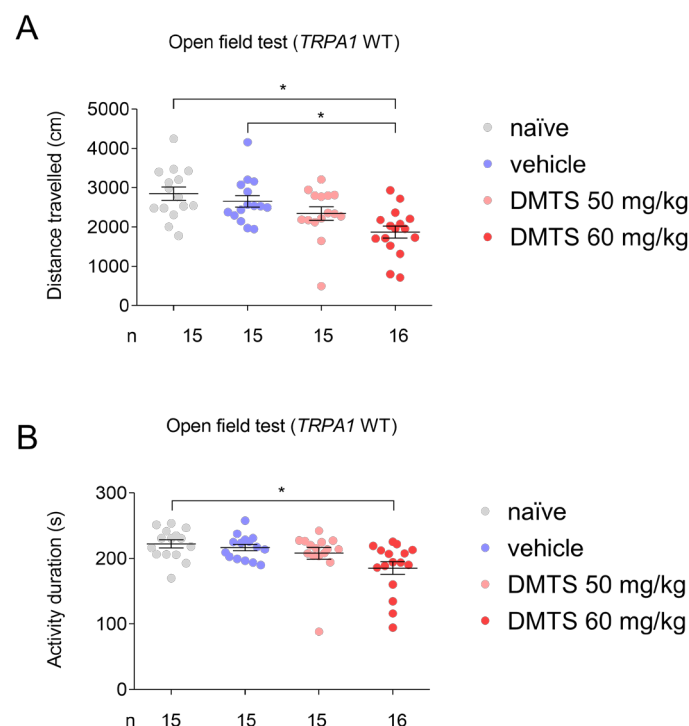 A
Open field test (TRPA1 WT)
*
*
Distance travelled (cm)
5000
4000
3000
2000
1000
0
n 15 15 15 16
naïve
vehicle
DMTS 50 mg/kg
DMTS 60 mg/kg
B
Open field test (TRPA1 WT)
*
Activity duration (s)
300
200
100
0
n 15 15 15 16
naïve
vehicle
DMTS 50 mg/kg
DMTS 60 mg/kg